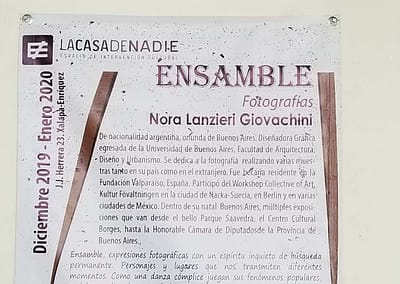 LACASADENADIE
ESPACIO DE INTERVENCIÓN CULTURAL
Diciembre 2019 - Enero 2020
J.J. Herrera 23, Xalapa-Enríquez
ENSAMBLE
Fotografías
Nora Lanzieri Giovachini
De nacionalidad argentina, oriunda de Buenos Aires. Diseñadora Gráfica
egresada de la Universidad de Buenos Aires, Facultad de Arquitectura,
Diseño y Urbanismo. Se dedica a la fotografía realizando varias mues-
tras tanto en su país como en el extranjero. Fue becaria residente en la
Fundación Valparaíso, España. Participó del Workshop Collective of Art,
Kultur Fövaltningen en la ciudad de Nacka-Suecia, en Berlín y en varias
ciudades de México. Dentro de su natal Buenos Aires, múltiples exposi-
ciones que van desde el bello Parque Saavedra, el Centro Cultural
Borges, hasta la Honorable Cámara de Diputadosde la Provincia de
Buenos Aires.
Ensamble, expresiones fotográficas con un espíritu inquieto de búsqueda
permanente. Personajes y lugares que nos transmiten diferentes
momentos. Como una danza cómplice juegan sus fenómenos populares,